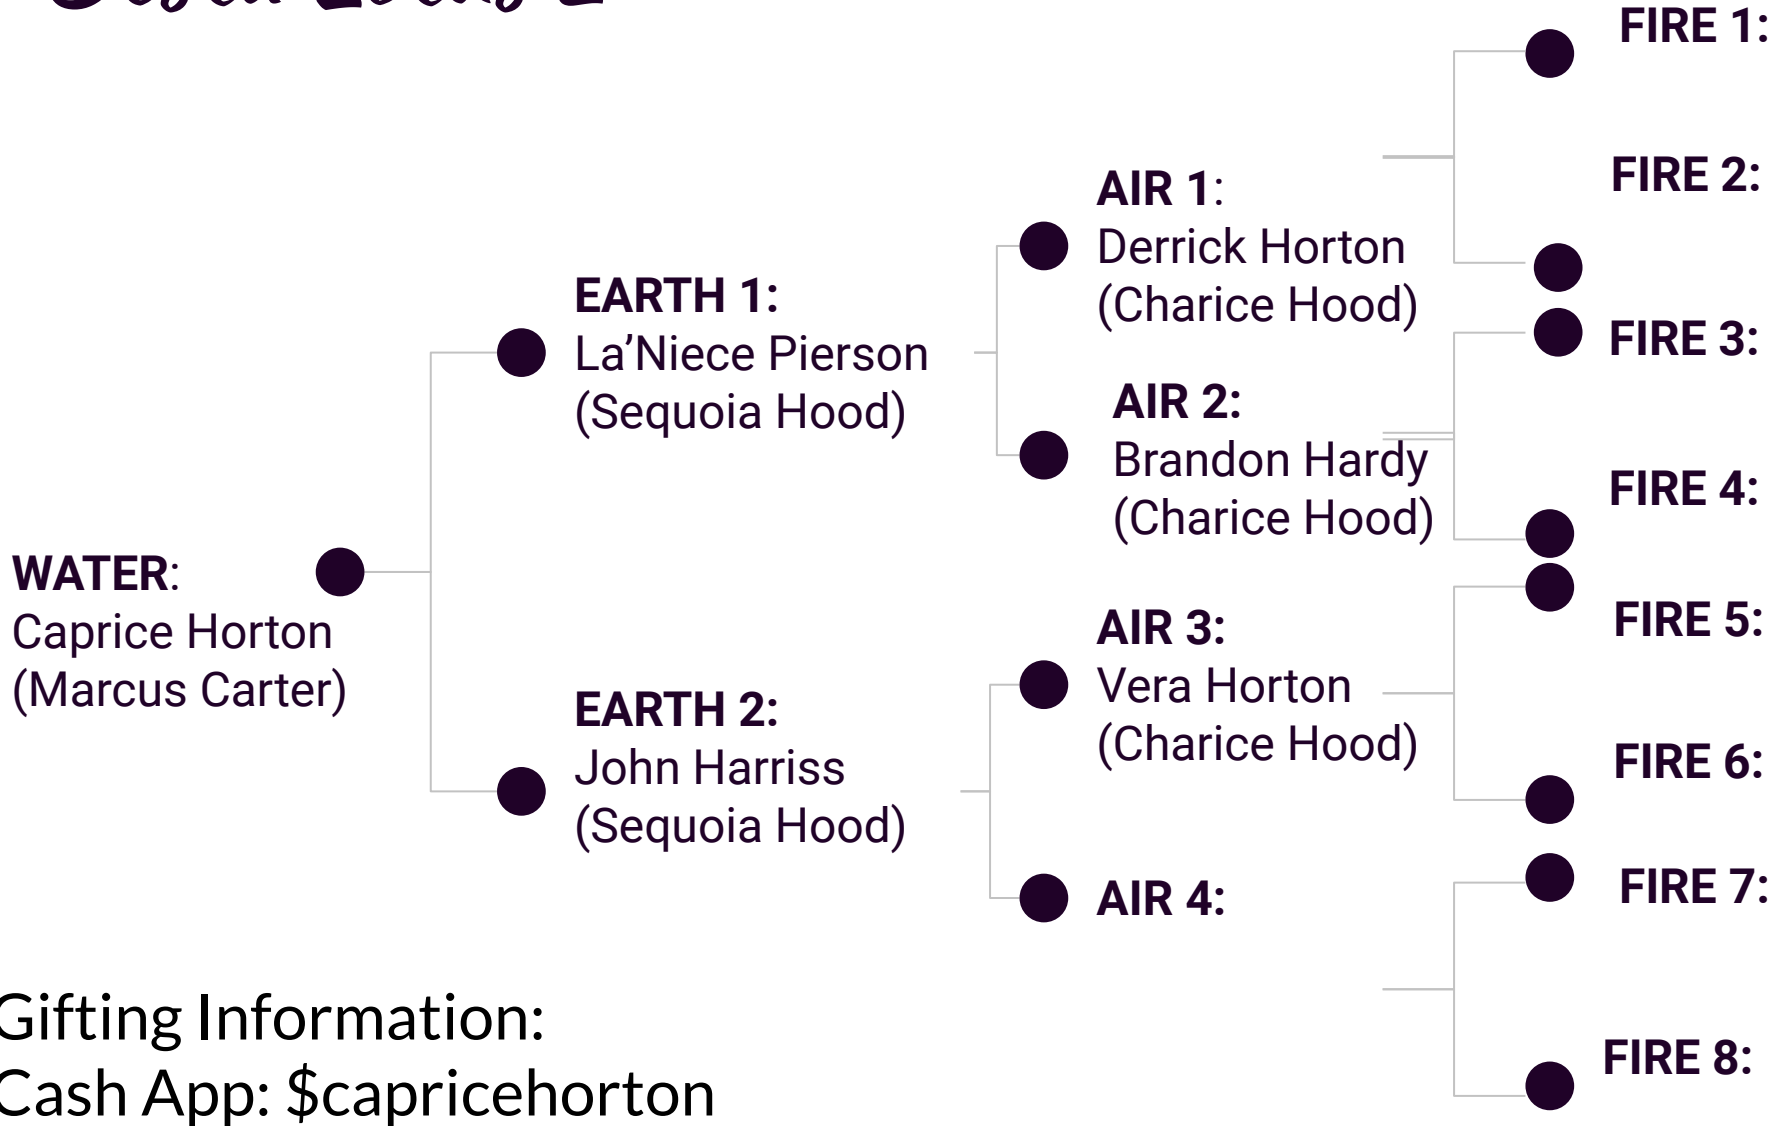 WATER:
Caprice Horton
(Marcus Carter)
EARTH 1:
La’Niece Pierson
(Sequoia Hood)
EARTH 2:
John Harriss
(Sequoia Hood)
AIR 1:
Derrick Horton
(Charice Hood)
AIR 2:
Brandon Hardy
(Charice Hood)
AIR 3:
Vera Horton
(Charice Hood)
AIR 4:
FIRE 1:
FIRE 2:
FIRE 3:
FIRE 4:
FIRE 5:
FIRE 6:
FIRE 7:
FIRE 8:
Gifting Information:
Cash App: $capricehorton